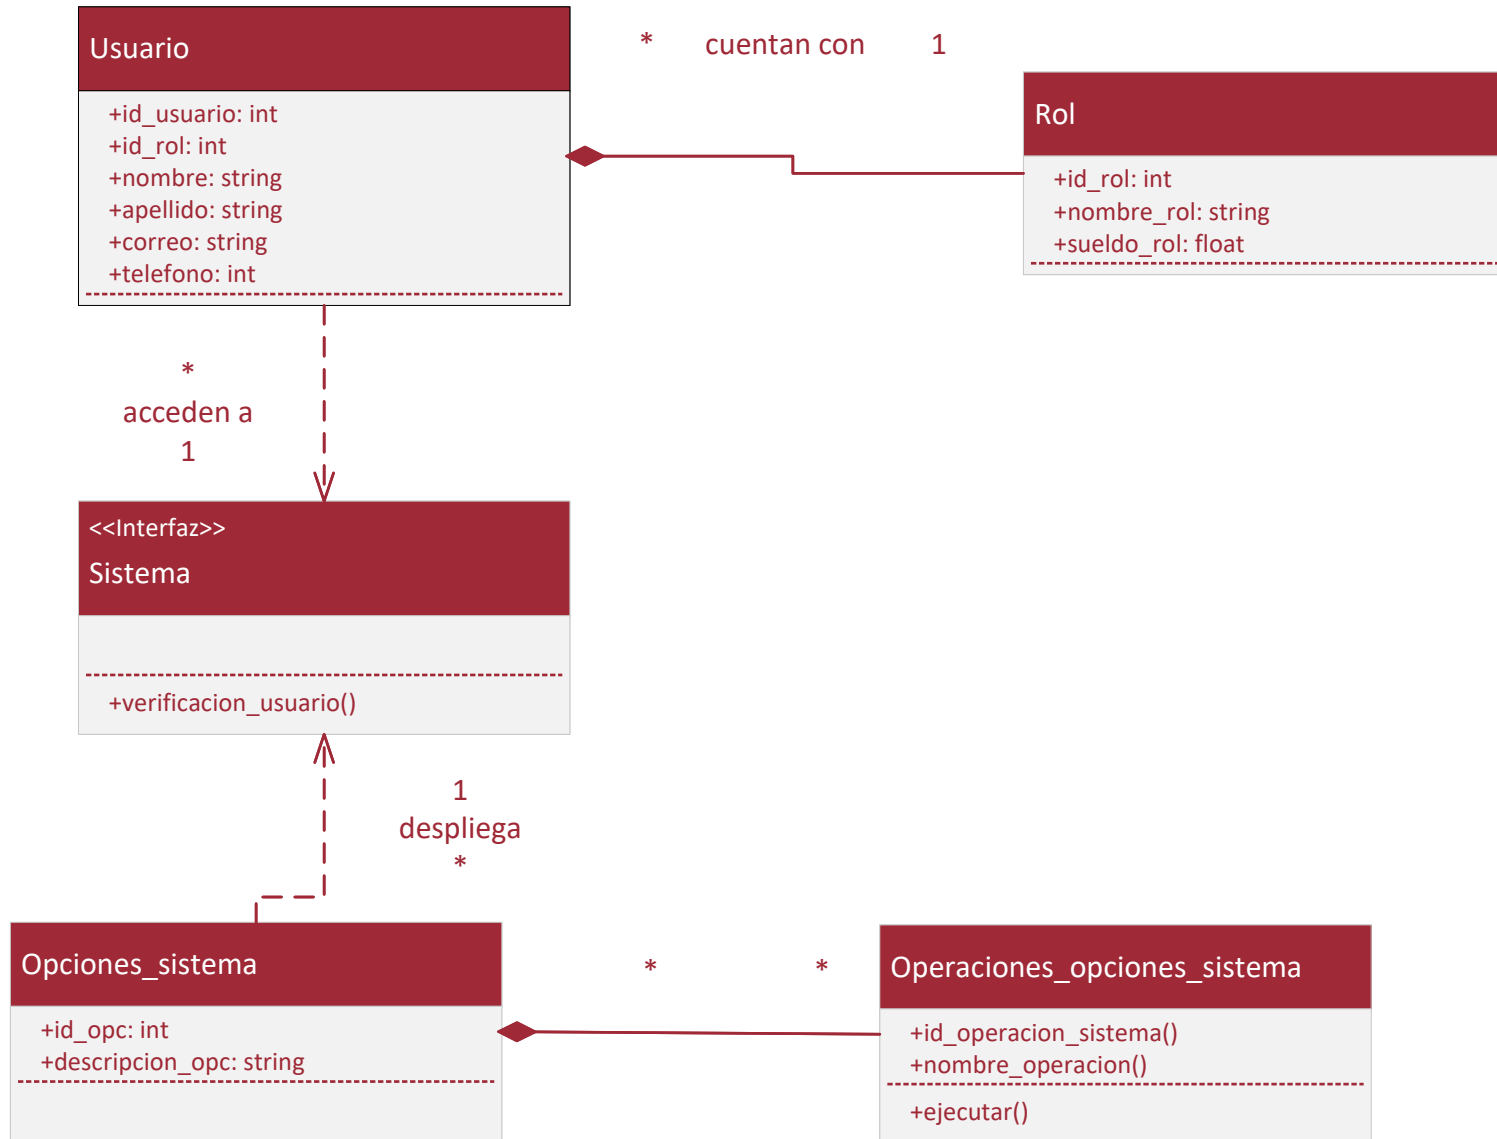 Usuario
+id_usuario: int
+id_rol: int
+nombre: string
+apellido: string
+correo: string
+telefono: int
* cuentan con 1
Rol
+id_rol: int
+nombre_rol: string
+sueldo_rol: float
*
acceden a
1
<<Interfaz>>
Sistema
+verificacion_usuario()
1
despliega
*
Opciones_sistema
+id_opc: int
+descripcion_opc: string
* *
Operaciones_opciones_sistema
+id_operacion_sistema()
+nombre_operacion()
+ejecutar()